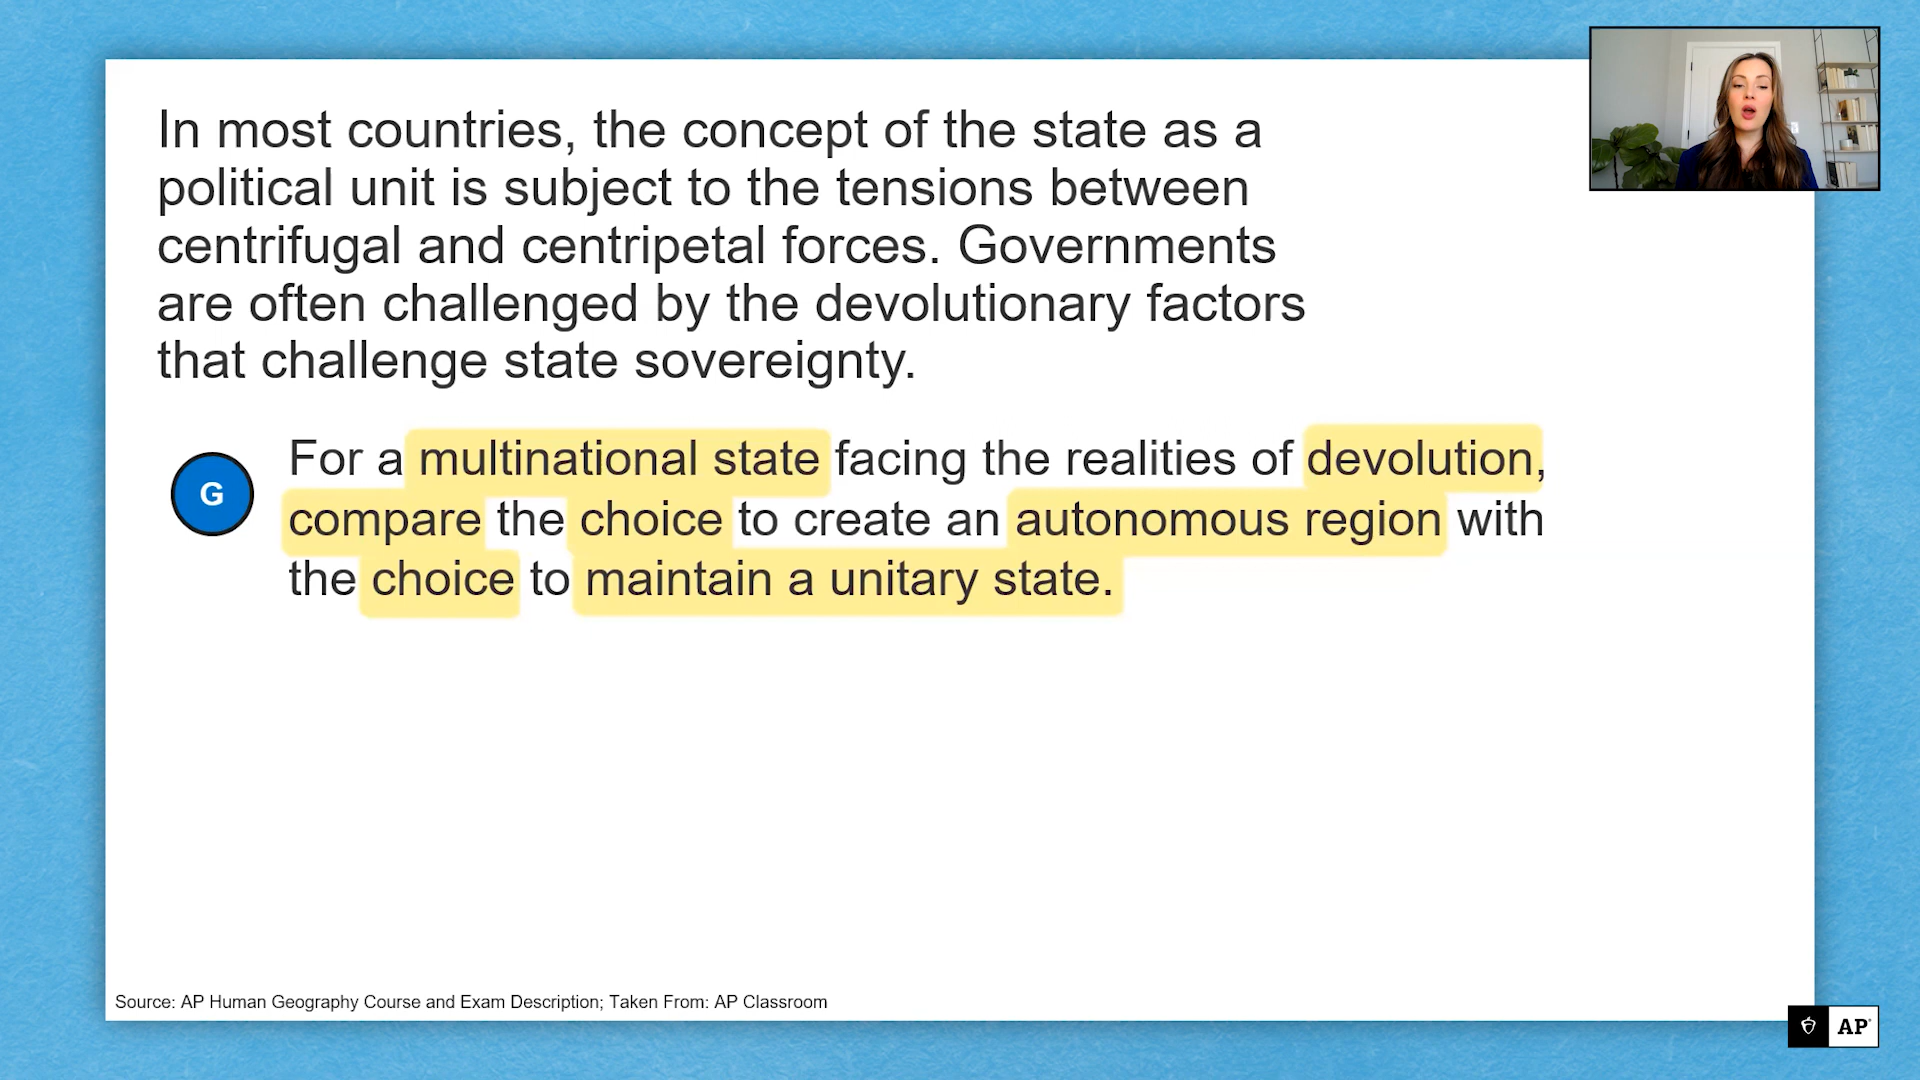 In most countries, the concept of the state as a
political unit is subject to the tensions between
centrifugal and centripetal forces. Governments
are often challenged by the devolutionary factors
that challenge state sovereignty.
G
For a multinational state facing the realities of devolution,
compare the choice to create an autonomous region with
the choice to maintain a unitary state.
Source: AP Human Geography Course and Exam Description; Taken From: AP Classroom
AP